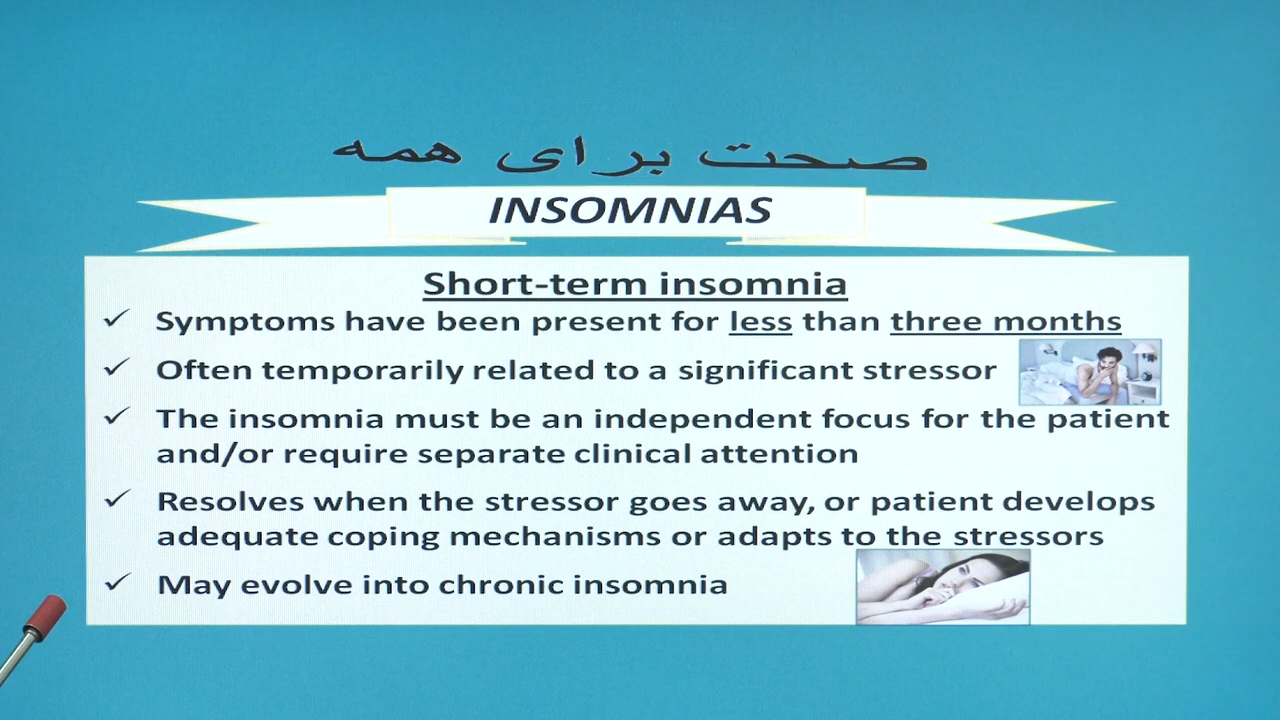 صحت برای همه
INSOMNIAS
Short-term insomnia
✓ Symptoms have been present for less than three months
✓ Often temporarily related to a significant stressor
✓ The insomnia must be an independent focus for the patient
and/or require separate clinical attention
✓ Resolves when the stressor goes away, or patient develops
adequate coping mechanisms or adapts to the stressors
✓ May evolve into chronic insomnia